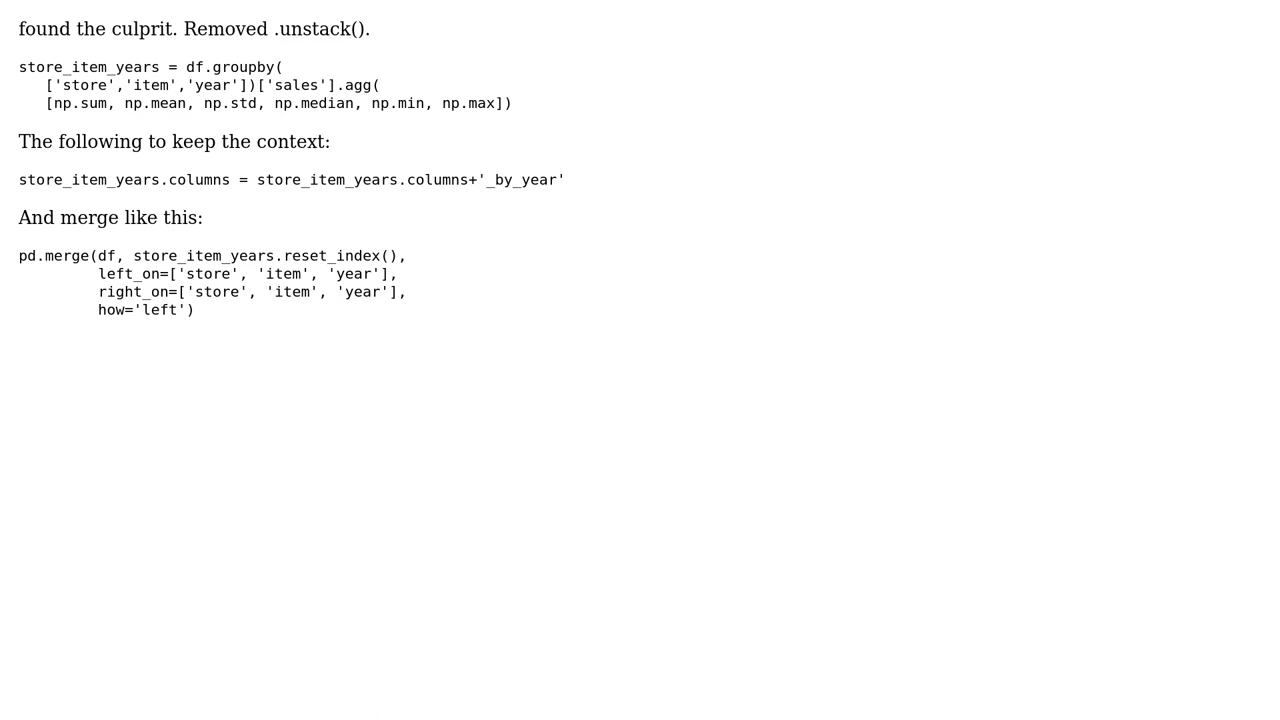 found the culprit. Removed .unstack().
store_item_years = df.groupby(
   ['store','item','year'])['sales'].agg(
   [np.sum, np.mean, np.std, np.median, np.min, np.max])
The following to keep the context:
store_item_years.columns = store_item_years.columns+'_by_year'
And merge like this:
pd.merge(df, store_item_years.reset_index(),
         left_on=['store', 'item', 'year'],
         right_on=['store', 'item', 'year'],
         how='left')